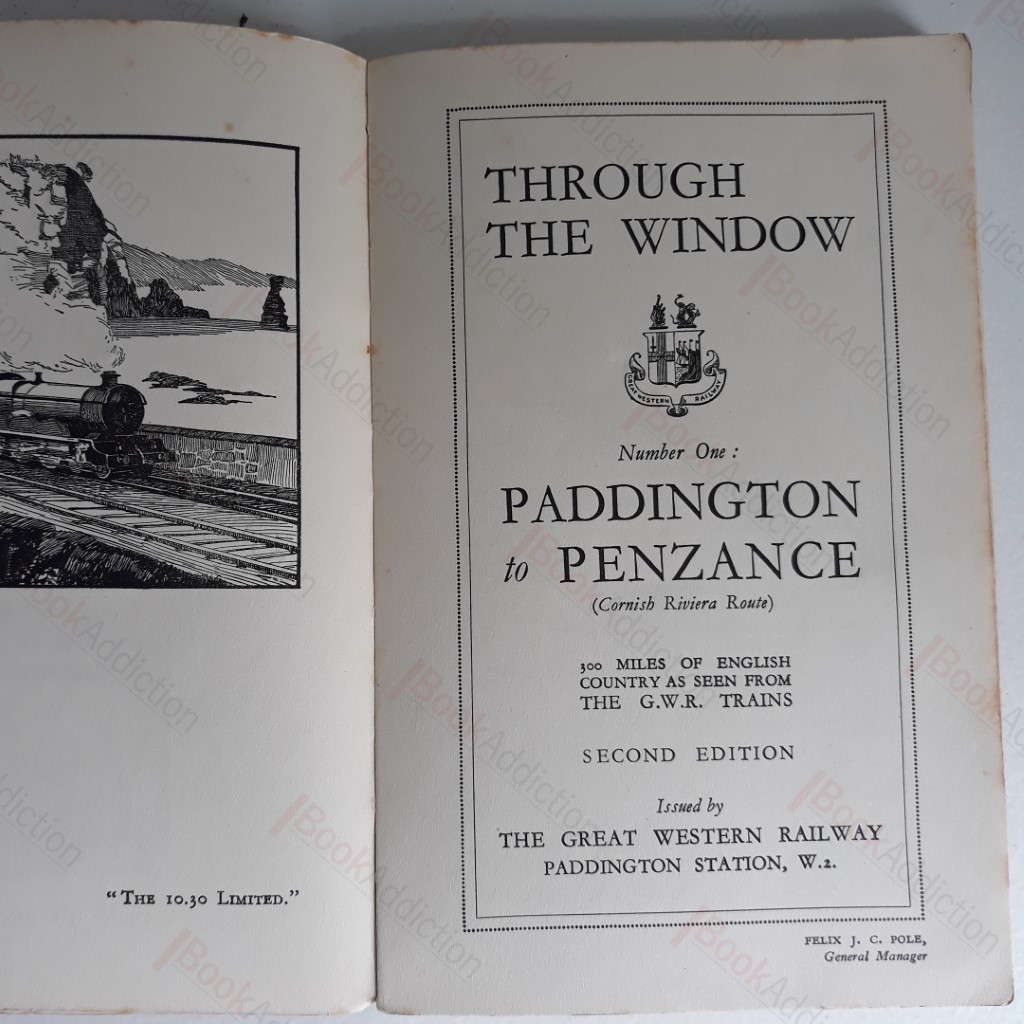 "THE 10.30 LIMITED."
THROUGH
THE WINDOW
GREAT WESTERN RAILWAY
Number One:
PADDINGTON
to PENZANCE
(Cornish Riviera Route)
300 MILES OF ENGLISH
COUNTRY AS SEEN FROM
THE G.W.R. TRAINS
SECOND EDITION
Issued by
THE GREAT WESTERN RAILWAY
PADDINGTON STATION, W.2.
FELIX J. C. POLE,
General Manager
BookAddiction